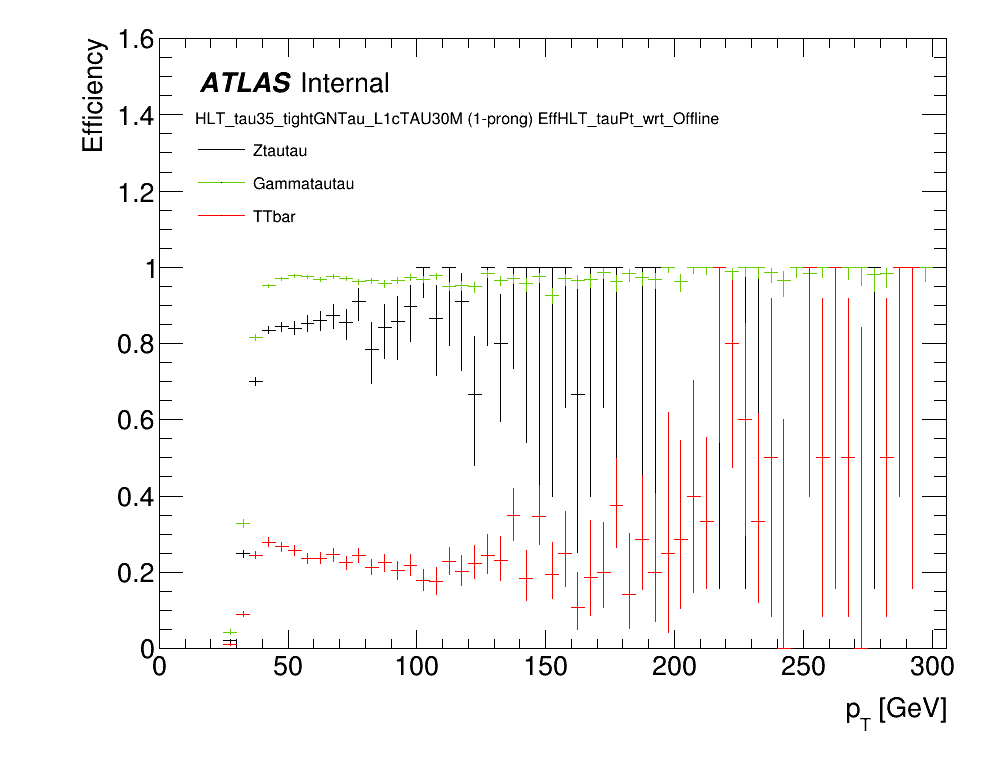 Efficiency
1.6
1.4
1.2
1
0.8
0.6
0.4
0.2
0
ATLAS Internal
HLT_tau35_tightGNTau_L1cTAU30M (1-prong) EffHLT_tauPt_wrt_Offline
Ztautau
Gammatautau
TTbar
0 50 100 150 200 250 300
pT [GeV]